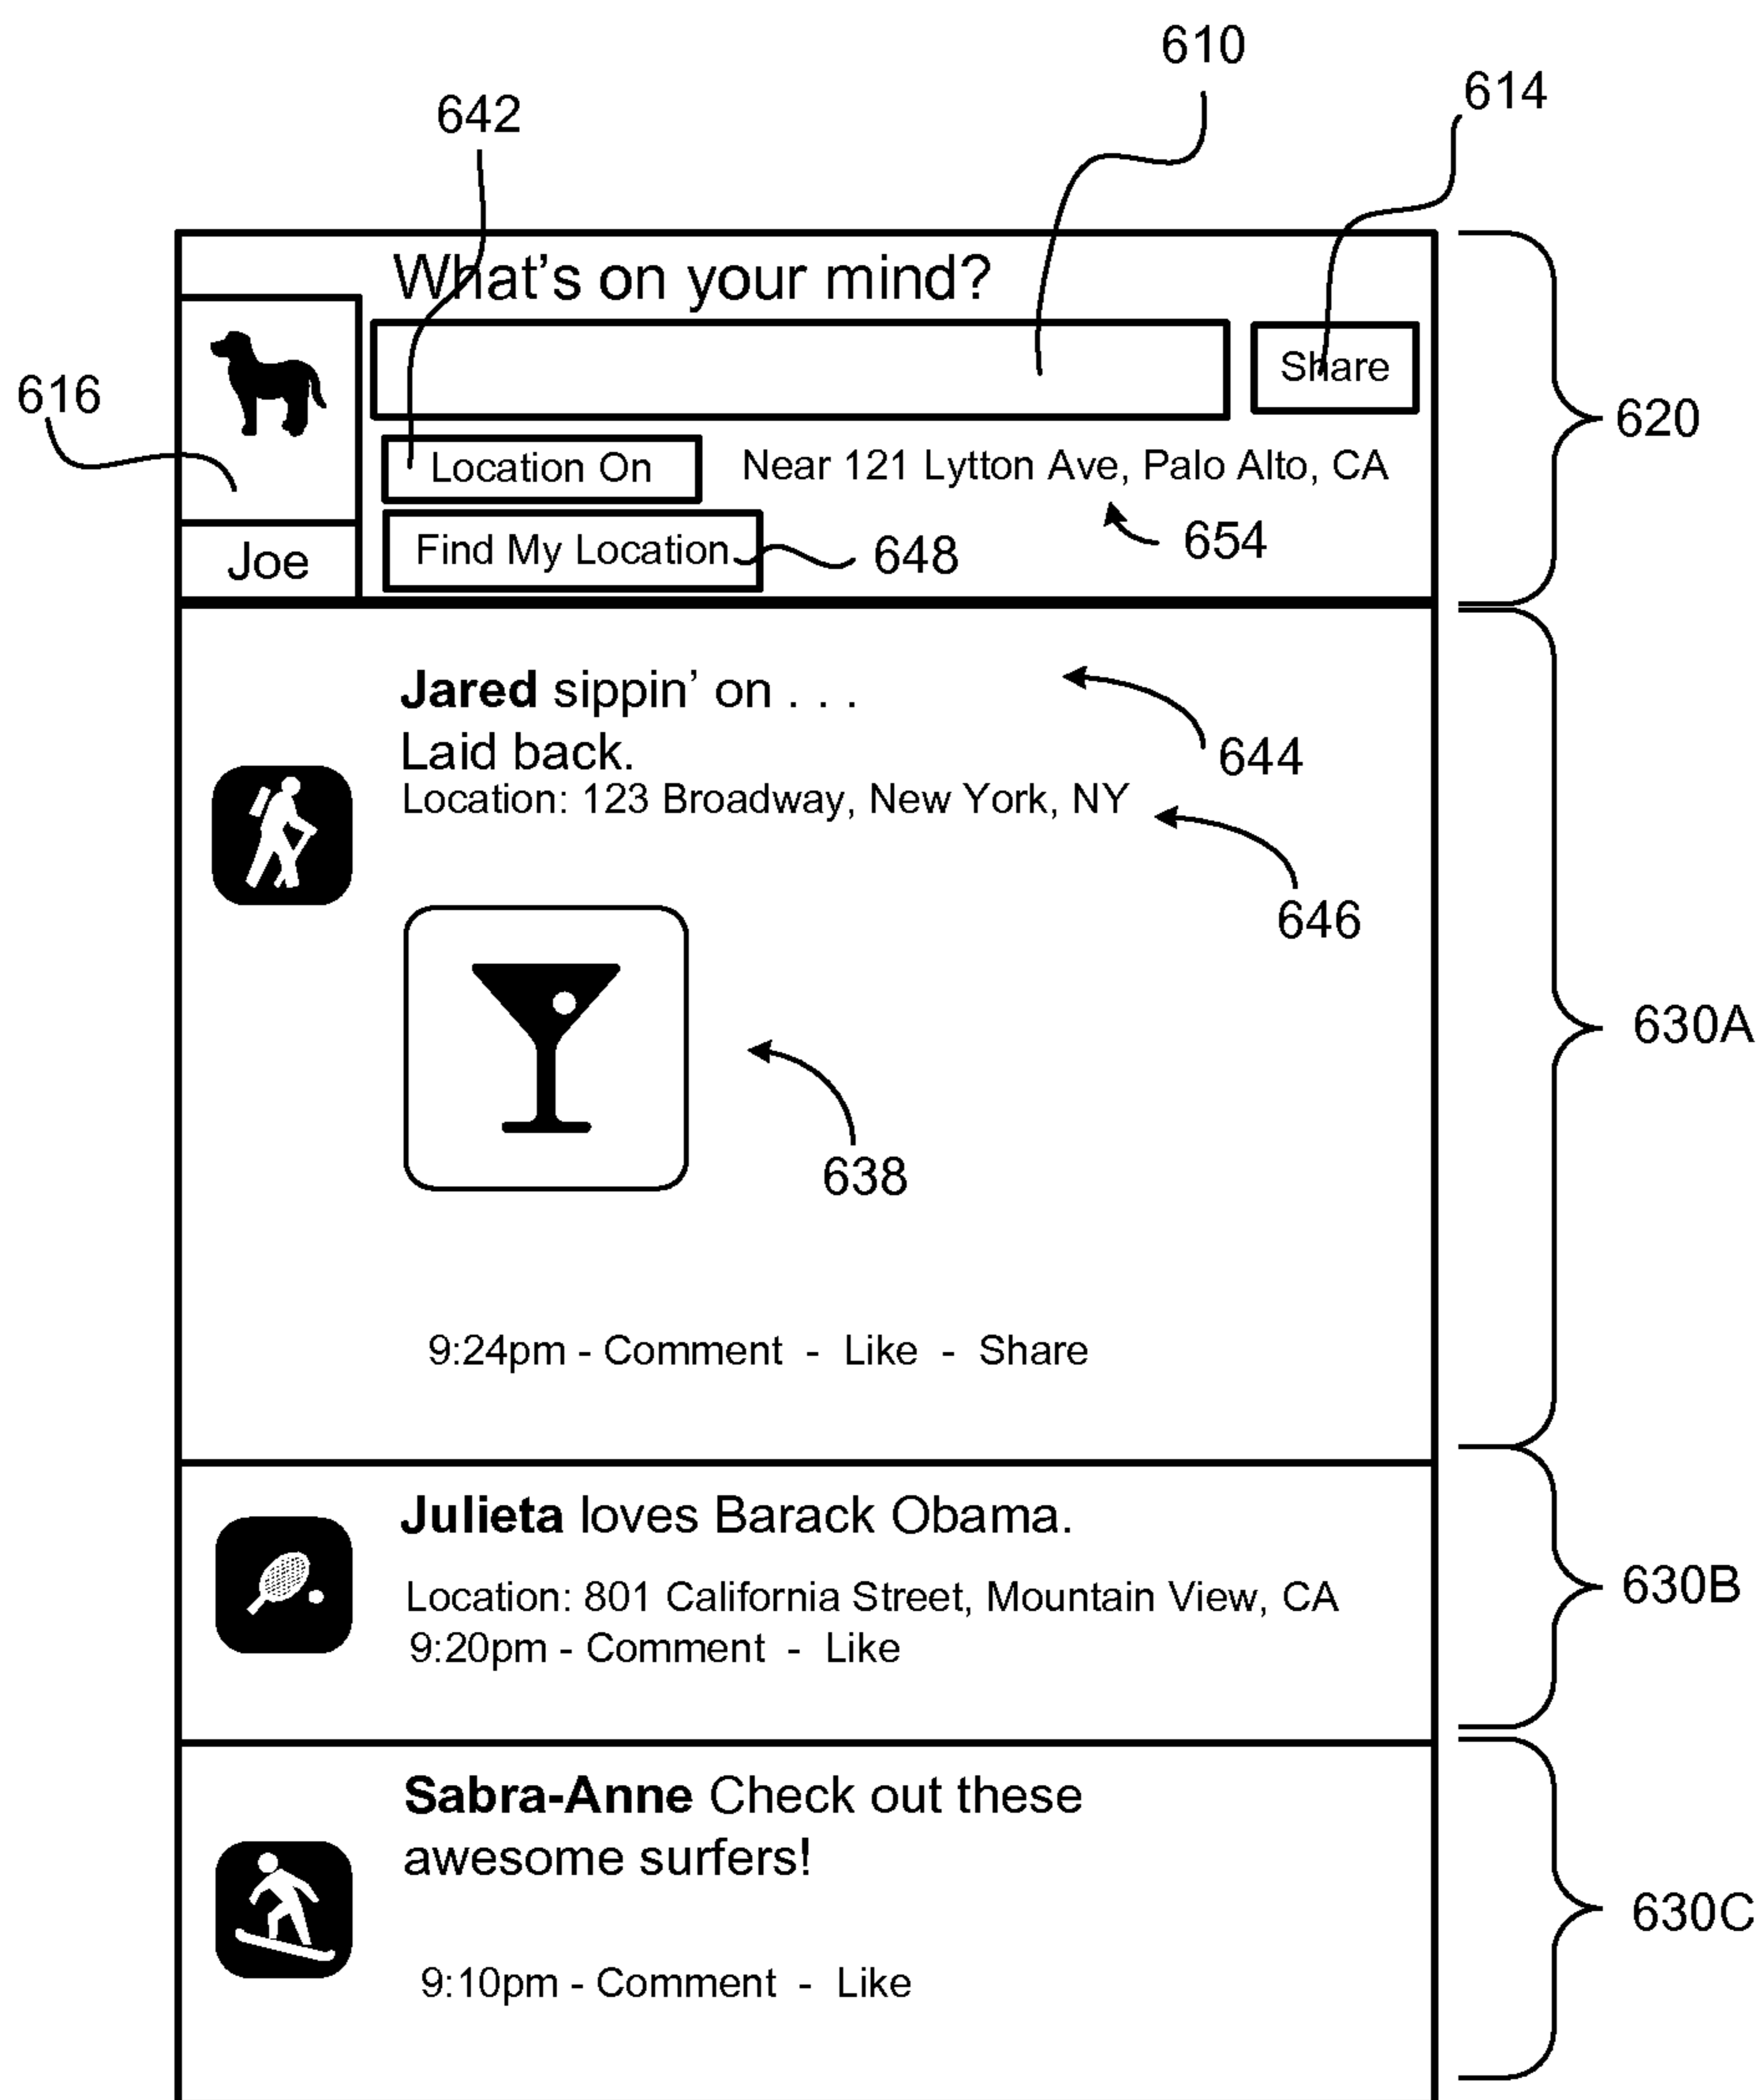 610
614
642
What's on your mind?
Share
616
620
Location On
Near 121 Lytton Ave, Palo Alto, CA
654
Find My Location
648
Joe
Jared sippin' on . . .
Laid back.
644
Location: 123 Broadway, New York, NY
646
630A
638
9:24pm - Comment - Like - Share
Julieta loves Barack Obama.
630B
Location: 801 California Street, Mountain View, CA
9:20pm - Comment - Like
Sabra-Anne Check out these
awesome surfers!
630C
9:10pm - Comment - Like